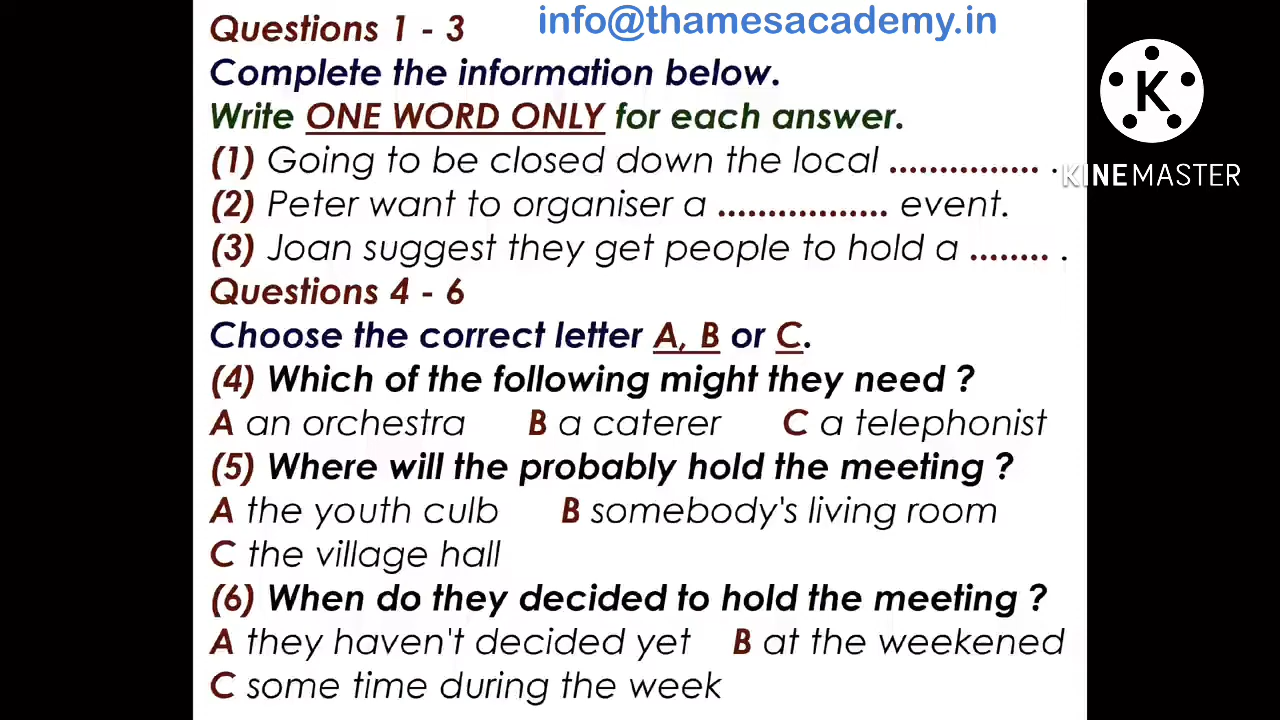 info@thamesacademy.in
Questions 1 - 3
Complete the information below.
Write ONE WORD ONLY for each answer.
(1) Going to be closed down the local ............... .
(2) Peter want to organiser a ................. event.
(3) Joan suggest they get people to hold a ........ .
Questions 4 - 6
Choose the correct letter A, B or C.
(4) Which of the following might they need ?
A an orchestra B a caterer C a telephonist
(5) Where will the probably hold the meeting ?
A the youth culb B somebody's living room
C the village hall
(6) When do they decided to hold the meeting ?
A they haven't decided yet B at the weekened
C some time during the week
K
KINEMASTER